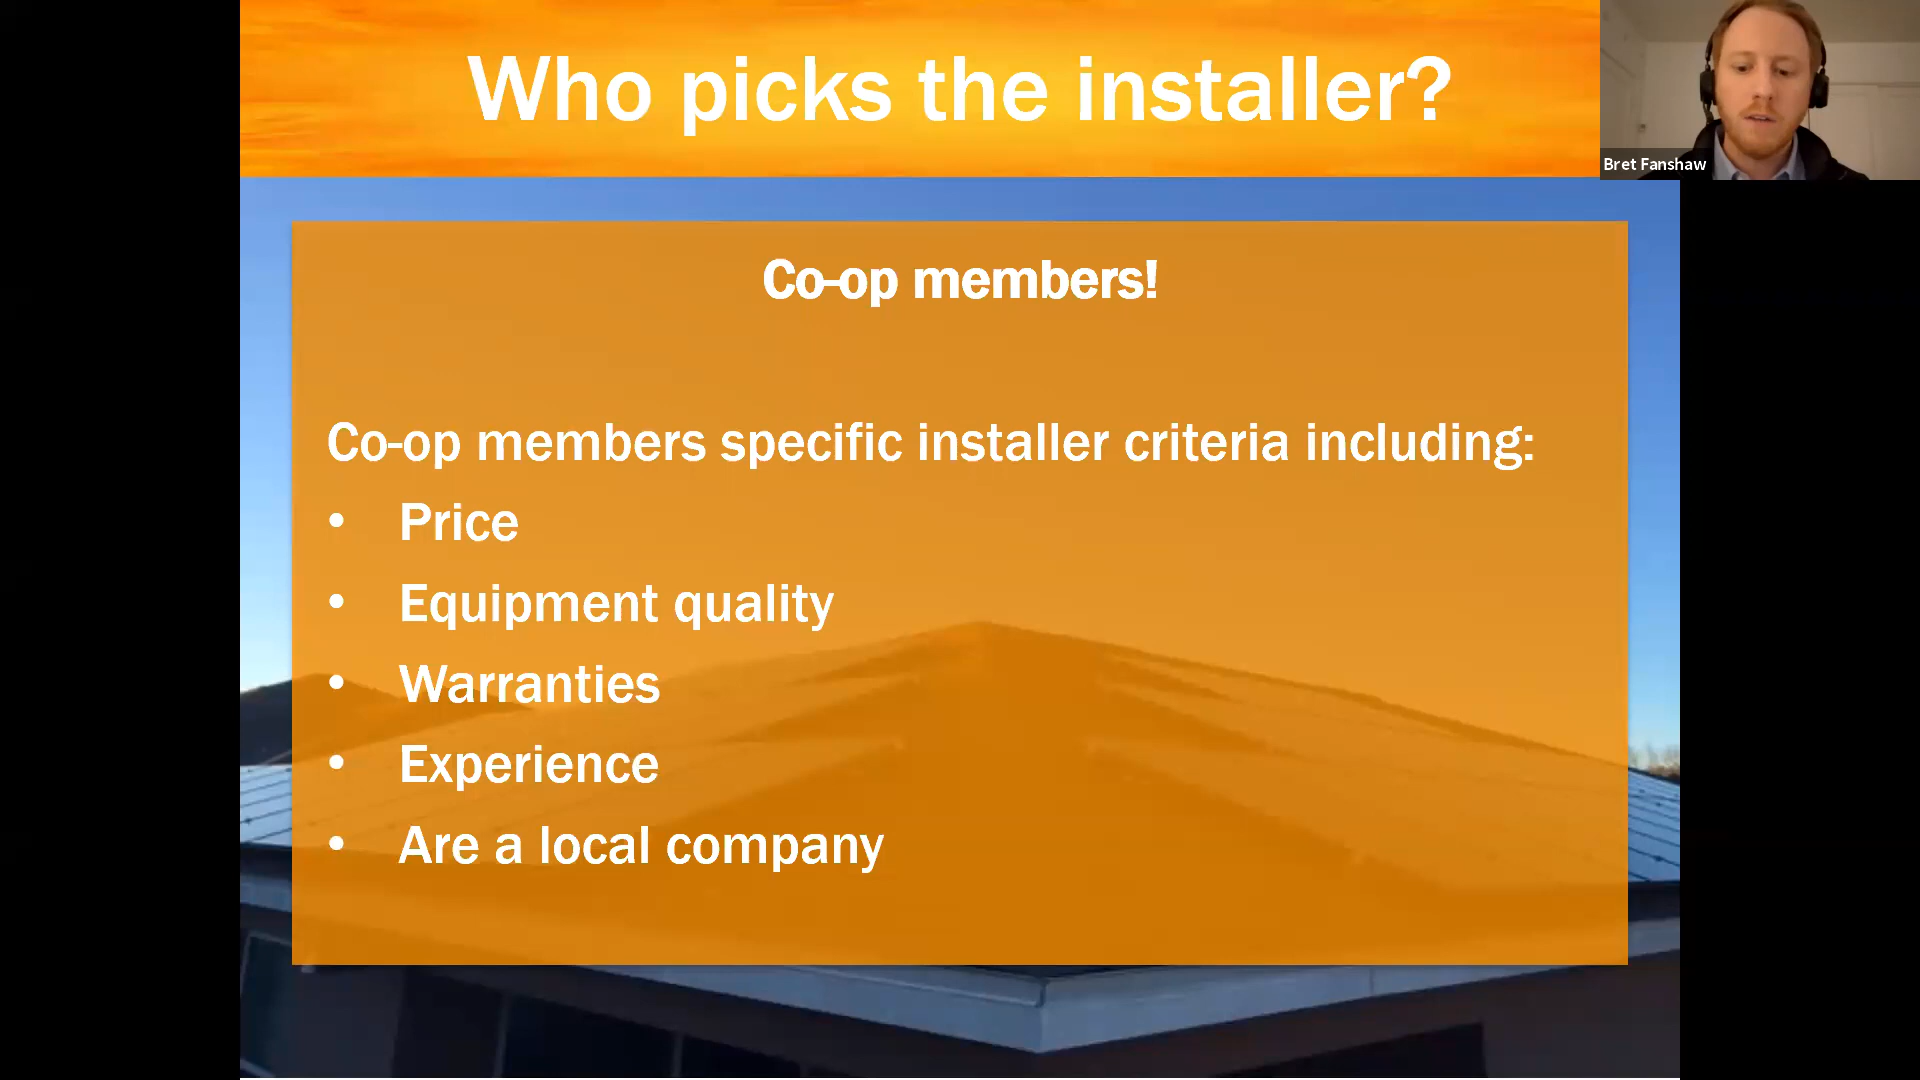 Who picks the installer?
Bret Fanshaw
Co-op members!
Co-op members specific installer criteria including:
• Price
• Equipment quality
• Warranties
• Experience
• Are a local company